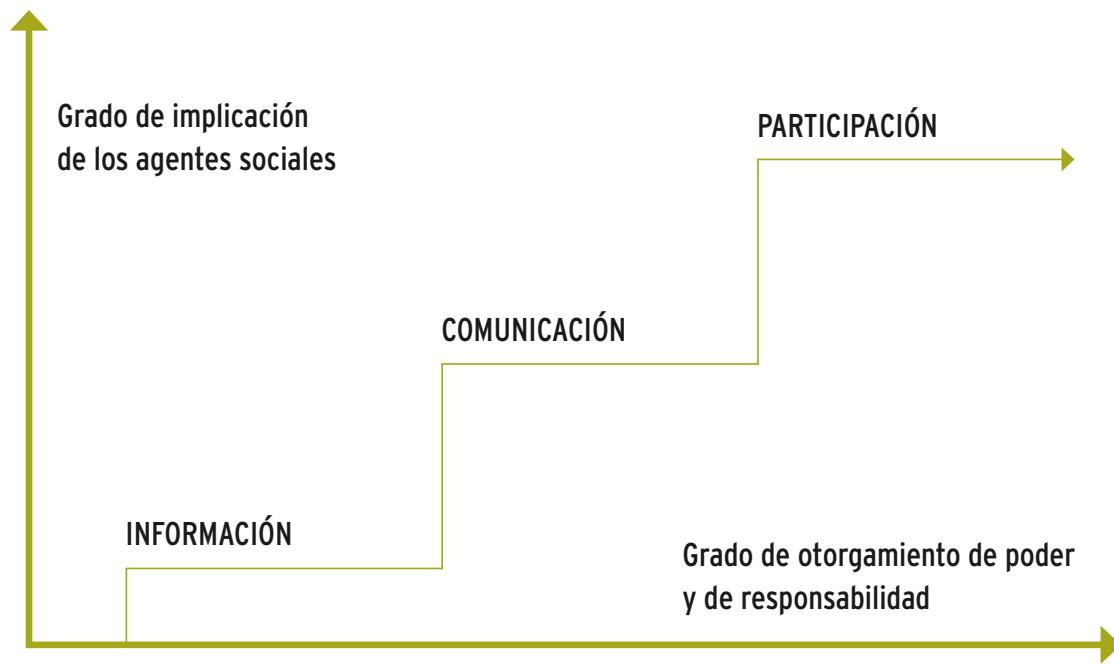 Grado de implicación
de los agentes sociales
PARTICIPACIÓN
COMUNICACIÓN
INFORMACIÓN
Grado de otorgamiento de poder
y de responsabilidad